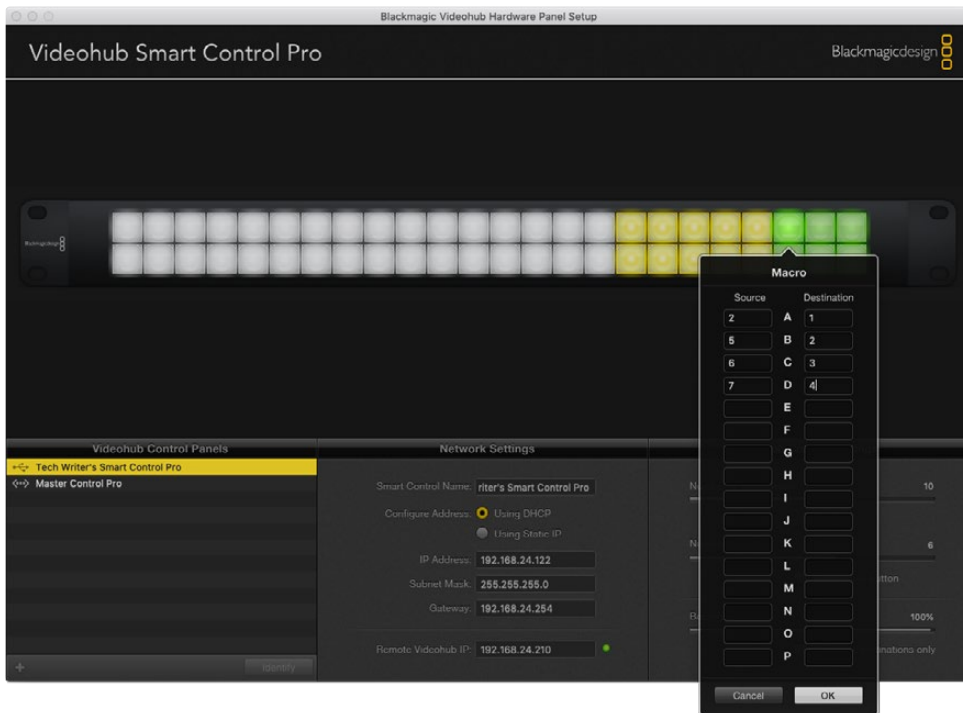 Blackmagic Videohub Hardware Panel Setup
Videohub Smart Control Pro
Blackmagicdesign
Blackmagicdesign
Macro
Source Destination
2 A 1
5 B 2
6 C 3
7 D 4
E
F
G
H
I
J
K
L
M
N
O
P
Cancel OK
Videohub Control Panels
Tech Writer's Smart Control Pro
Master Control Pro
Identify
Network Settings
Smart Control Name: riter's Smart Control Pro
Configure Address: Using DHCP
Using Static IP
IP Address: 192.168.24.122
Subnet Mask: 255.255.255.0
Gateway: 192.168.24.254
Remote Videohub IP: 192.168.24.210
10
6
100%